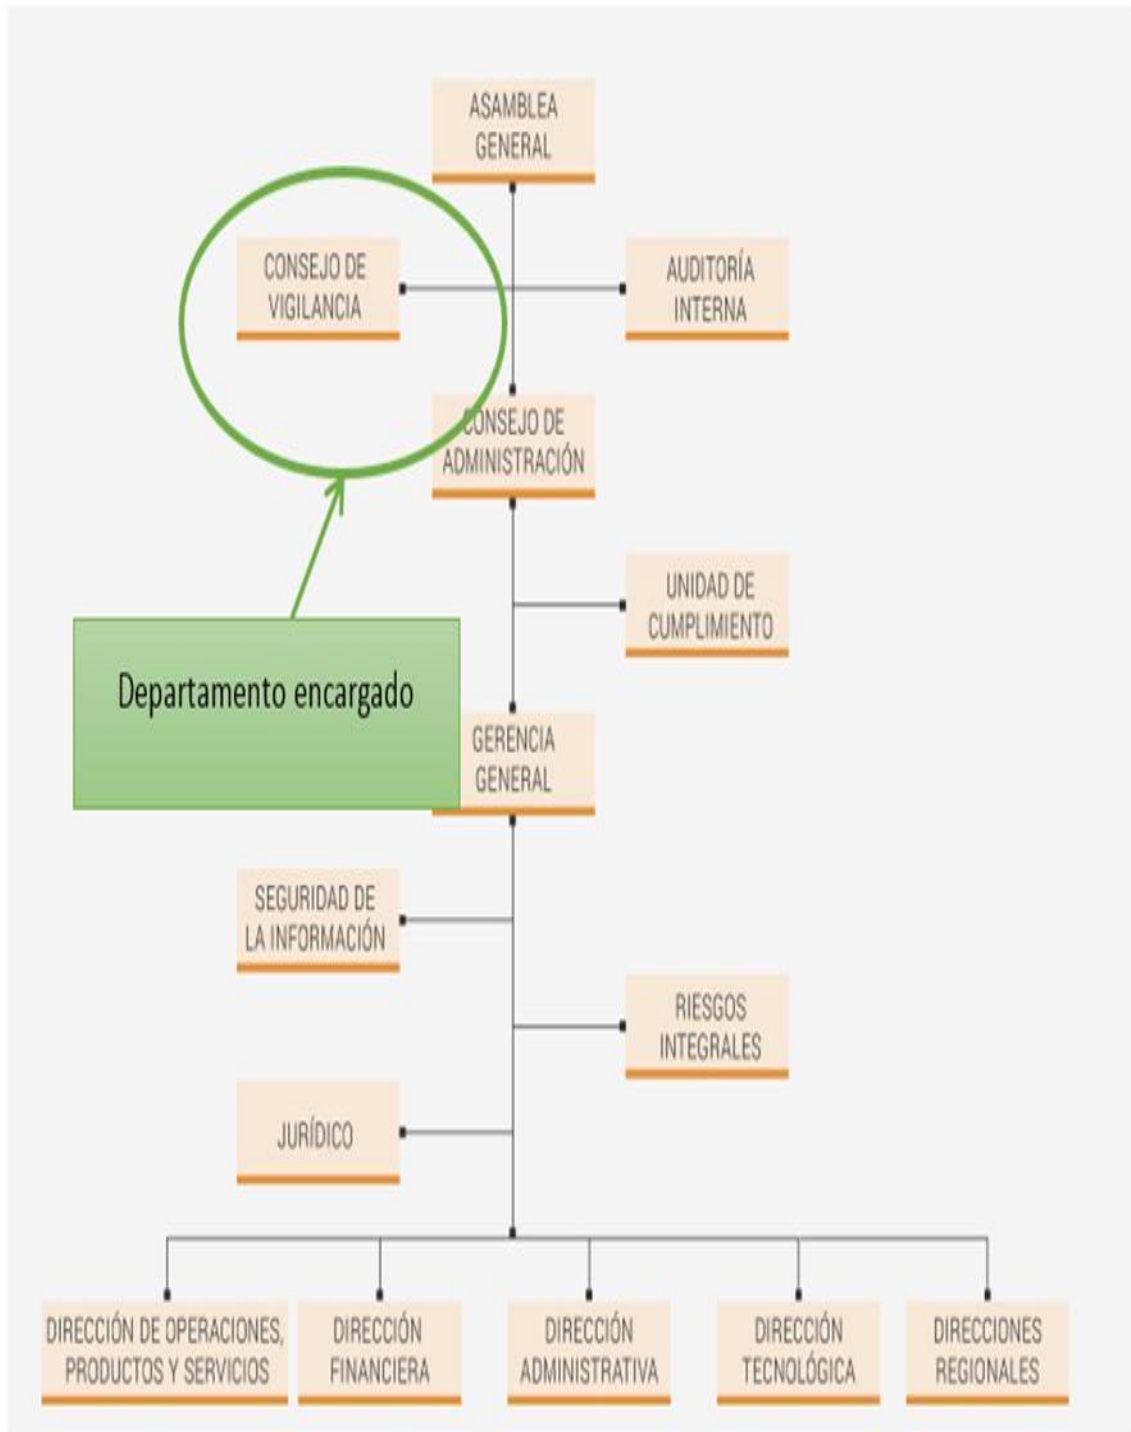 ASAMBLEA
GENERAL
CONSEJO DE
VIGILANCIA
AUDITORÍA
INTERNA
CONSEJO DE
ADMINISTRACIÓN
UNIDAD DE
CUMPLIMIENTO
Departamento encargado
GERENCIA
GENERAL
SEGURIDAD DE
LA INFORMACIÓN
RIESGOS
INTEGRALES
JURÍDICO
DIRECCIÓN DE OPERACIONES,
PRODUCTOS Y SERVICIOS
DIRECCIÓN
FINANCIERA
DIRECCIÓN
ADMINISTRATIVA
DIRECCIÓN
TECNOLÓGICA
DIRECCIONES
REGIONALES